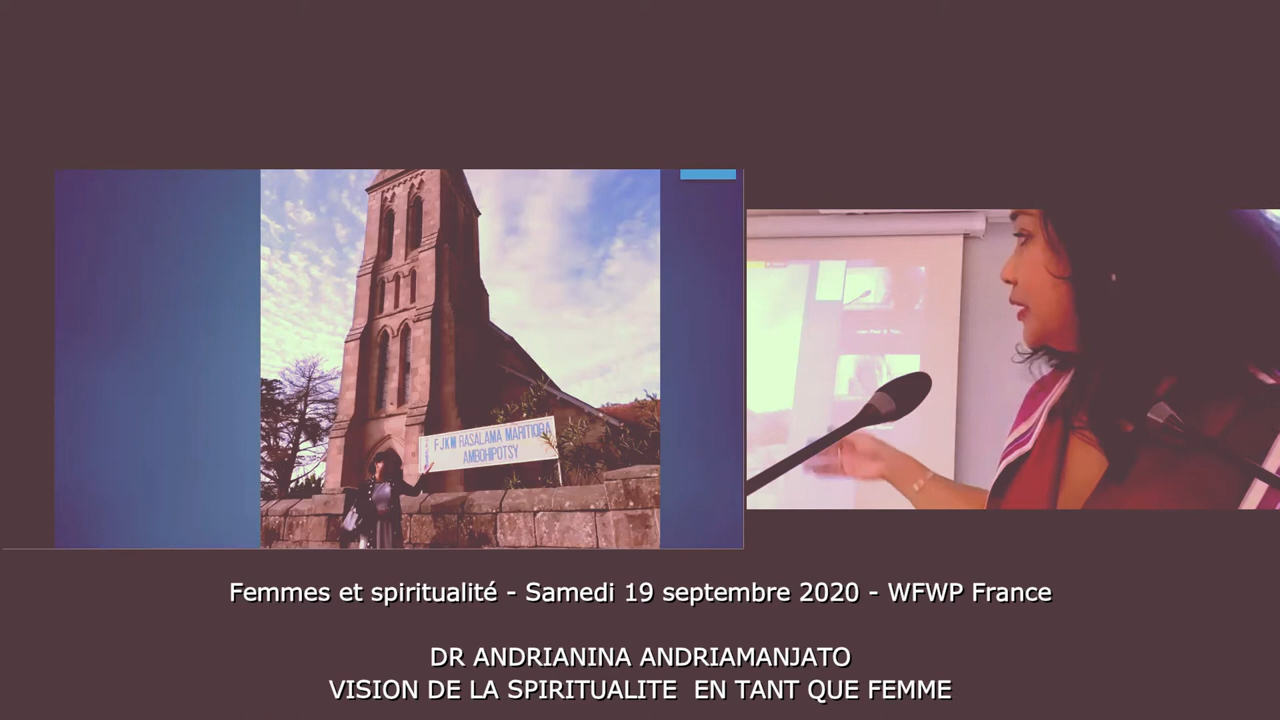 FJKM RASALAMA MARITIORA
AMBOHIPOTSY
Femmes et spiritualité - Samedi 19 septembre 2020 - WFWP France
DR ANDRIANINA ANDRIAMANJATO
VISION DE LA SPIRITUALITE EN TANT QUE FEMME